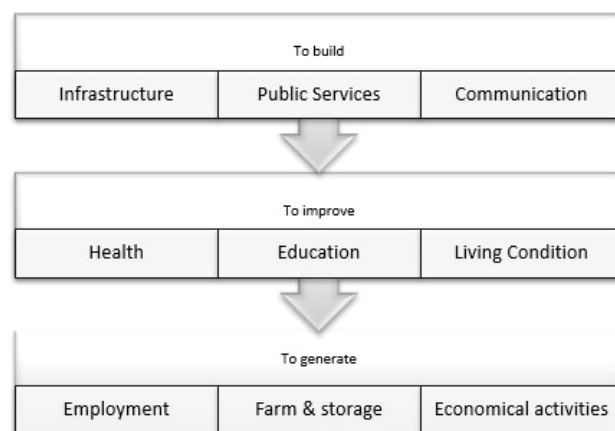 To build
Infrastructure Public Services Communication
To improve
Health Education Living Condition
To generate
Employment Farm & storage Economical activities